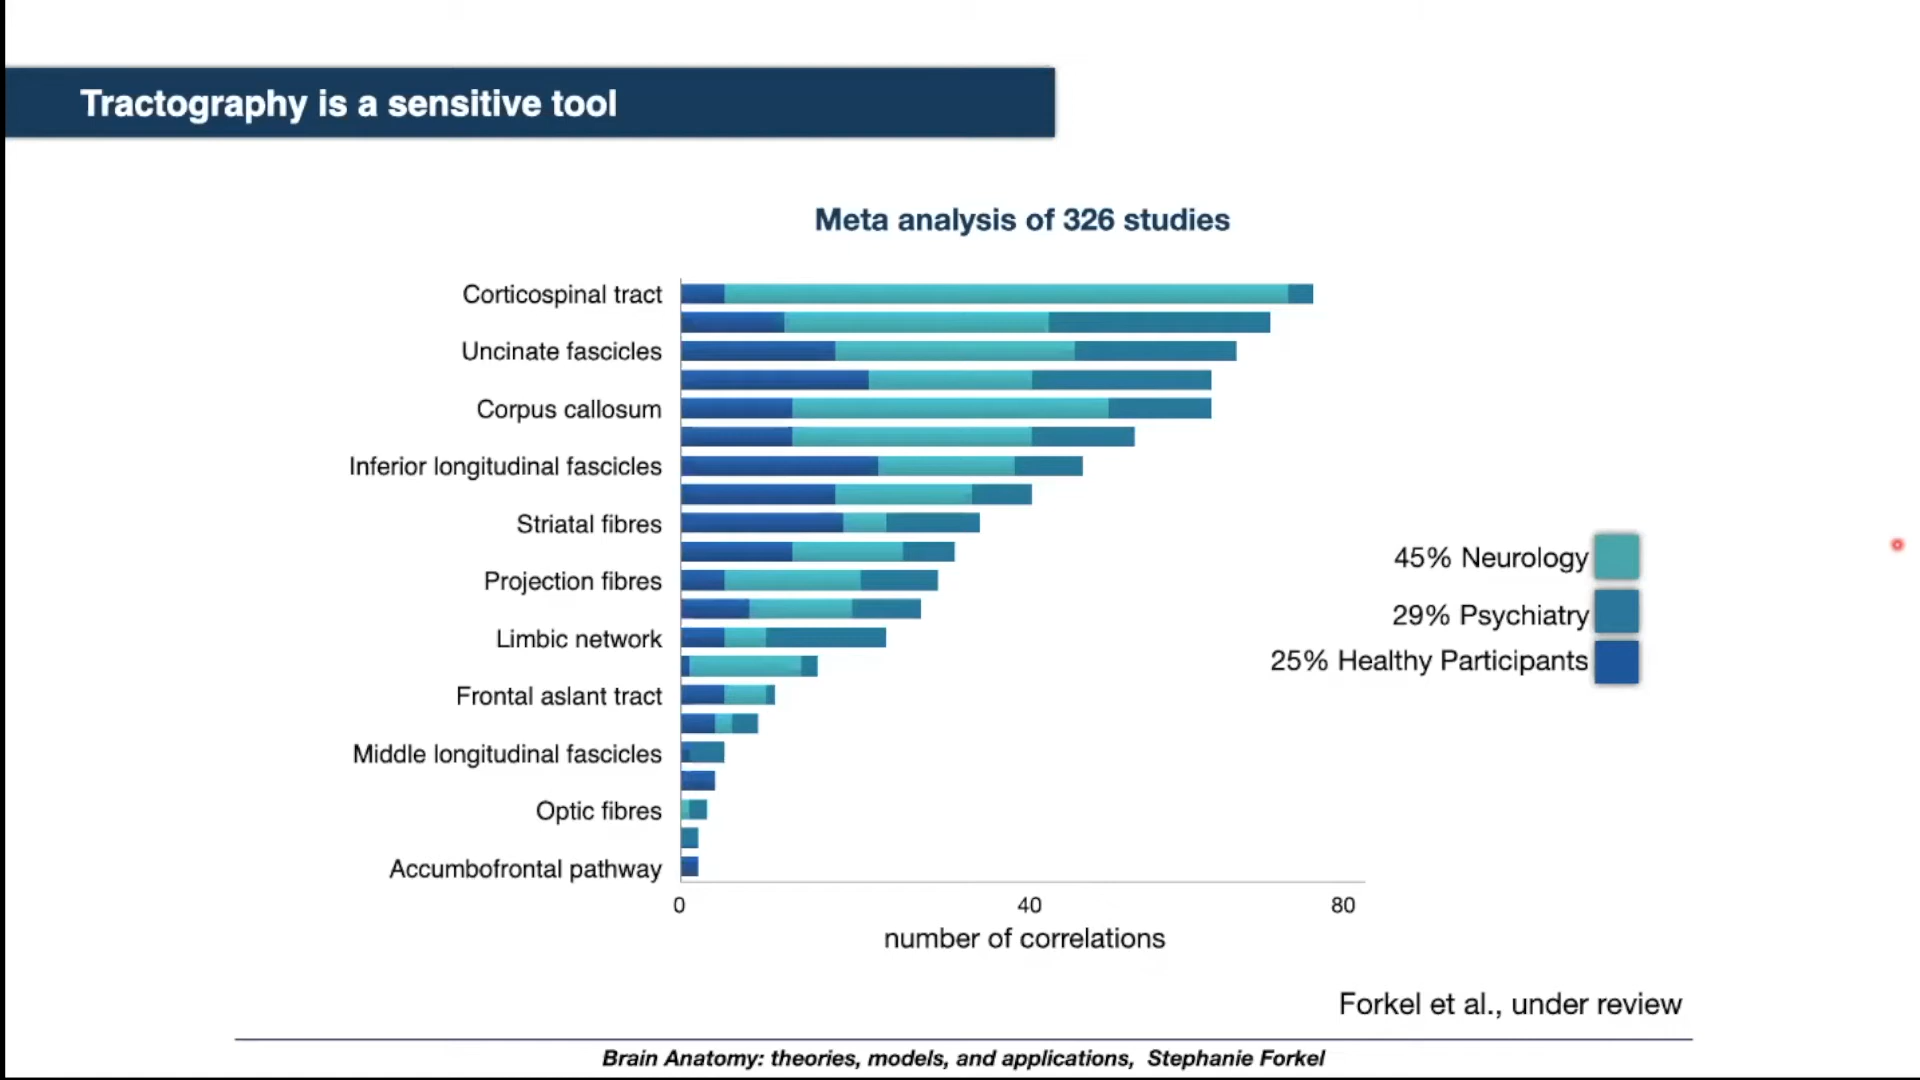 Tractography is a sensitive tool
Meta analysis of 326 studies
Corticospinal tract
Uncinate fascicles
Corpus callosum
Inferior longitudinal fascicles
Striatal fibres
Projection fibres
Limbic network
Frontal aslant tract
Middle longitudinal fascicles
Optic fibres
Accumbofrontal pathway
0 40 80
number of correlations
45% Neurology
29% Psychiatry
25% Healthy Participants
Forkel et al., under review
Brain Anatomy: theories, models, and applications, Stephanie Forkel